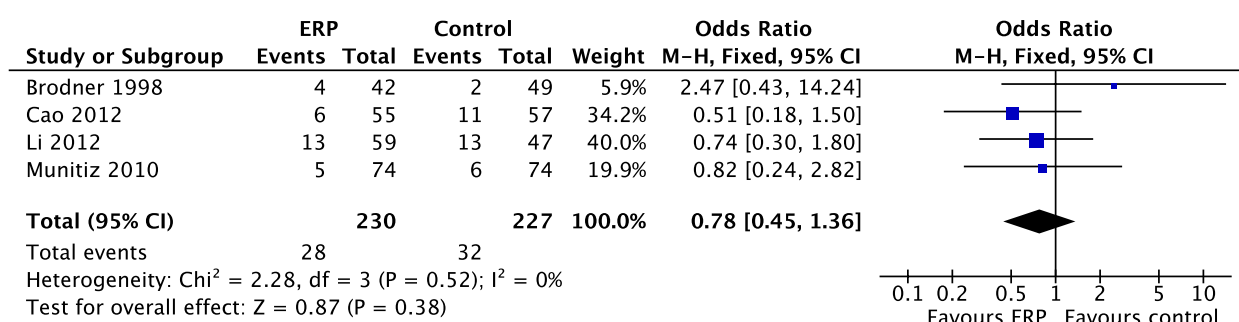 ERP Control Odds Ratio Odds Ratio
Study or Subgroup Events Total Events Total Weight M-H, Fixed, 95% CI M-H, Fixed, 95% CI
Brodner 1998 4 42 2 49 5.9% 2.47 [0.43, 14.24]
Cao 2012 6 55 11 57 34.2% 0.51 [0.18, 1.50]
Li 2012 13 59 13 47 40.0% 0.74 [0.30, 1.80]
Munitiz 2010 5 74 6 74 19.9% 0.82 [0.24, 2.82]
Total (95% CI) 230 227 100.0% 0.78 [0.45, 1.36]
Total events 28 32
Heterogeneity: Chi² = 2.28, df = 3 (P = 0.52); I² = 0%
Test for overall effect: Z = 0.87 (P = 0.38)
0.1 0.2 0.5 1 2 5 10
Favours ERP Favours control